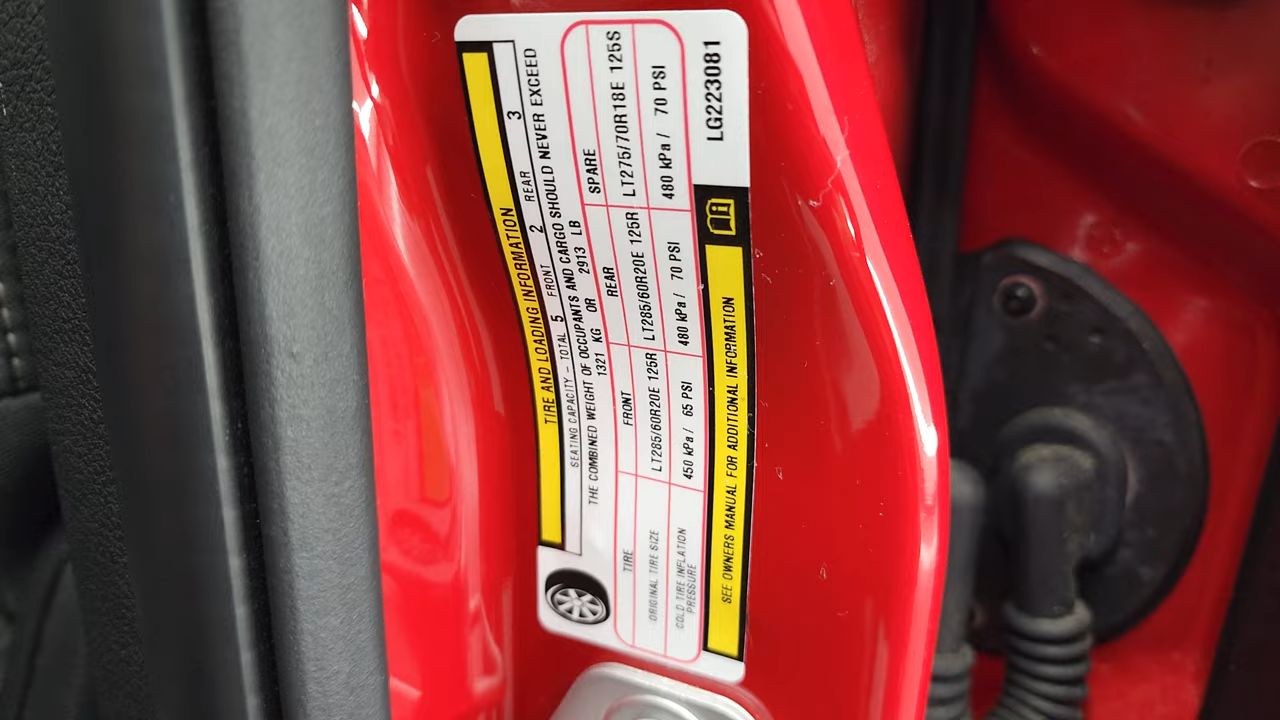 TIRE AND LOADING INFORMATION
SEATING CAPACITY - TOTAL 5 FRONT 2 REAR 3
THE COMBINED WEIGHT OF OCCUPANTS AND CARGO SHOULD NEVER EXCEED
1321 KG OR 2913 LB
TIRE FRONT REAR SPARE
ORIGINAL TIRE SIZE LT285/60R20E 125R LT285/60R20E 125R LT275/70R18E 125S
COLD TIRE INFLATION PRESSURE 450 kPa / 65 PSI 480 kPa / 70 PSI 480 kPa / 70 PSI
SEE OWNERS MANUAL FOR ADDITIONAL INFORMATION
LG223081